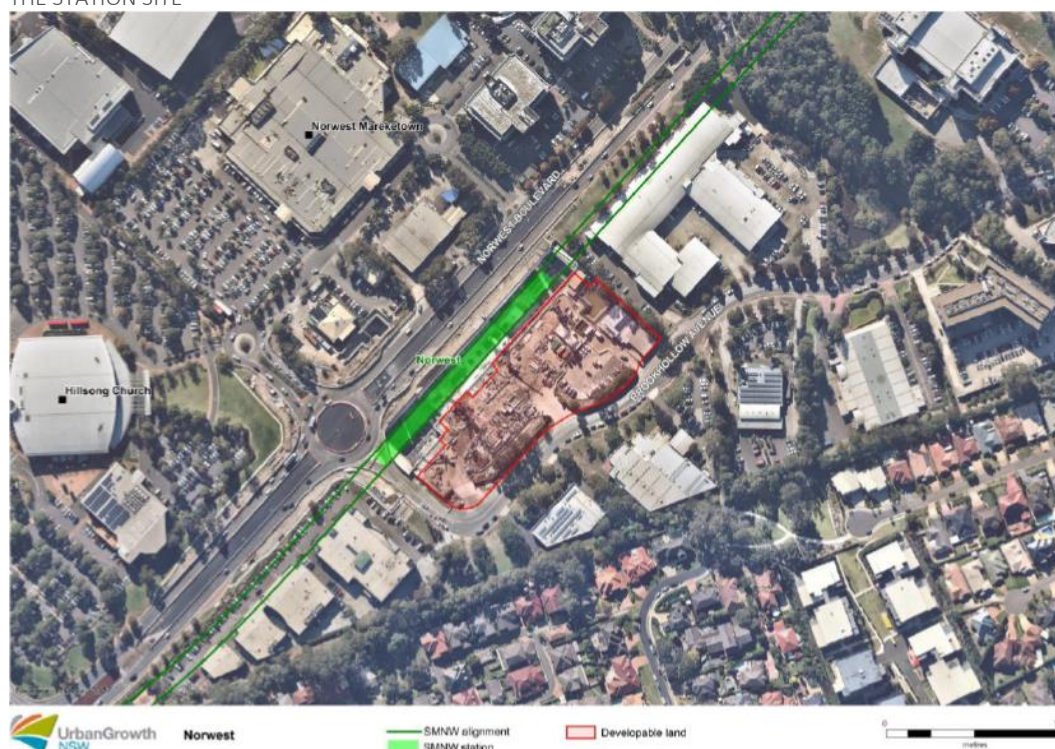 THE STATION SITE
Norwest Mareketown
NORWEST BOULEVARD
Norwest
BROOKHOLLOW AVENUE
Hillsong Church
UrbanGrowth
NSW
Norwest
SMNW alignment
SMNW station
Developable land
0
metres